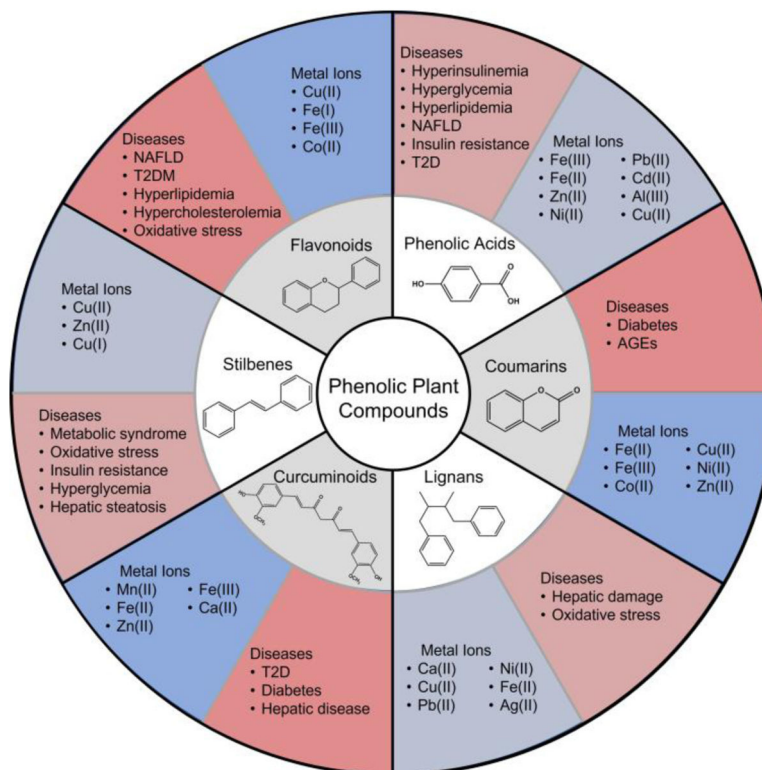 Phenolic Plant
Compounds
Phenolic Acids
HO
O
OH
Diseases
• Hyperinsulinemia
• Hyperglycemia
• Hyperlipidemia
• NAFLD
• Insulin resistance
• T2D
Metal Ions
• Fe(III)
• Fe(II)
• Zn(II)
• Ni(II)
• Pb(II)
• Cd(II)
• Al(III)
• Cu(II)
Coumarins
O
O
Diseases
• Diabetes
• AGEs
Metal Ions
• Fe(II)
• Fe(III)
• Co(II)
• Cu(II)
• Ni(II)
• Zn(II)
Lignans
Diseases
• Hepatic damage
• Oxidative stress
Metal Ions
• Ca(II)
• Cu(II)
• Pb(II)
• Ni(II)
• Fe(II)
• Ag(II)
Curcuminoids
HO
OCH3
O
O
OCH3
OH
Diseases
• T2D
• Diabetes
• Hepatic disease
Metal Ions
• Mn(II)
• Fe(II)
• Zn(II)
• Fe(III)
• Ca(II)
Stilbenes
Diseases
• Metabolic syndrome
• Oxidative stress
• Insulin resistance
• Hyperglycemia
• Hepatic steatosis
Metal Ions
• Cu(II)
• Zn(II)
• Cu(I)
Flavonoids
O
Diseases
• NAFLD
• T2DM
• Hyperlipidemia
• Hypercholesterolemia
• Oxidative stress
Metal Ions
• Cu(II)
• Fe(I)
• Fe(III)
• Co(II)